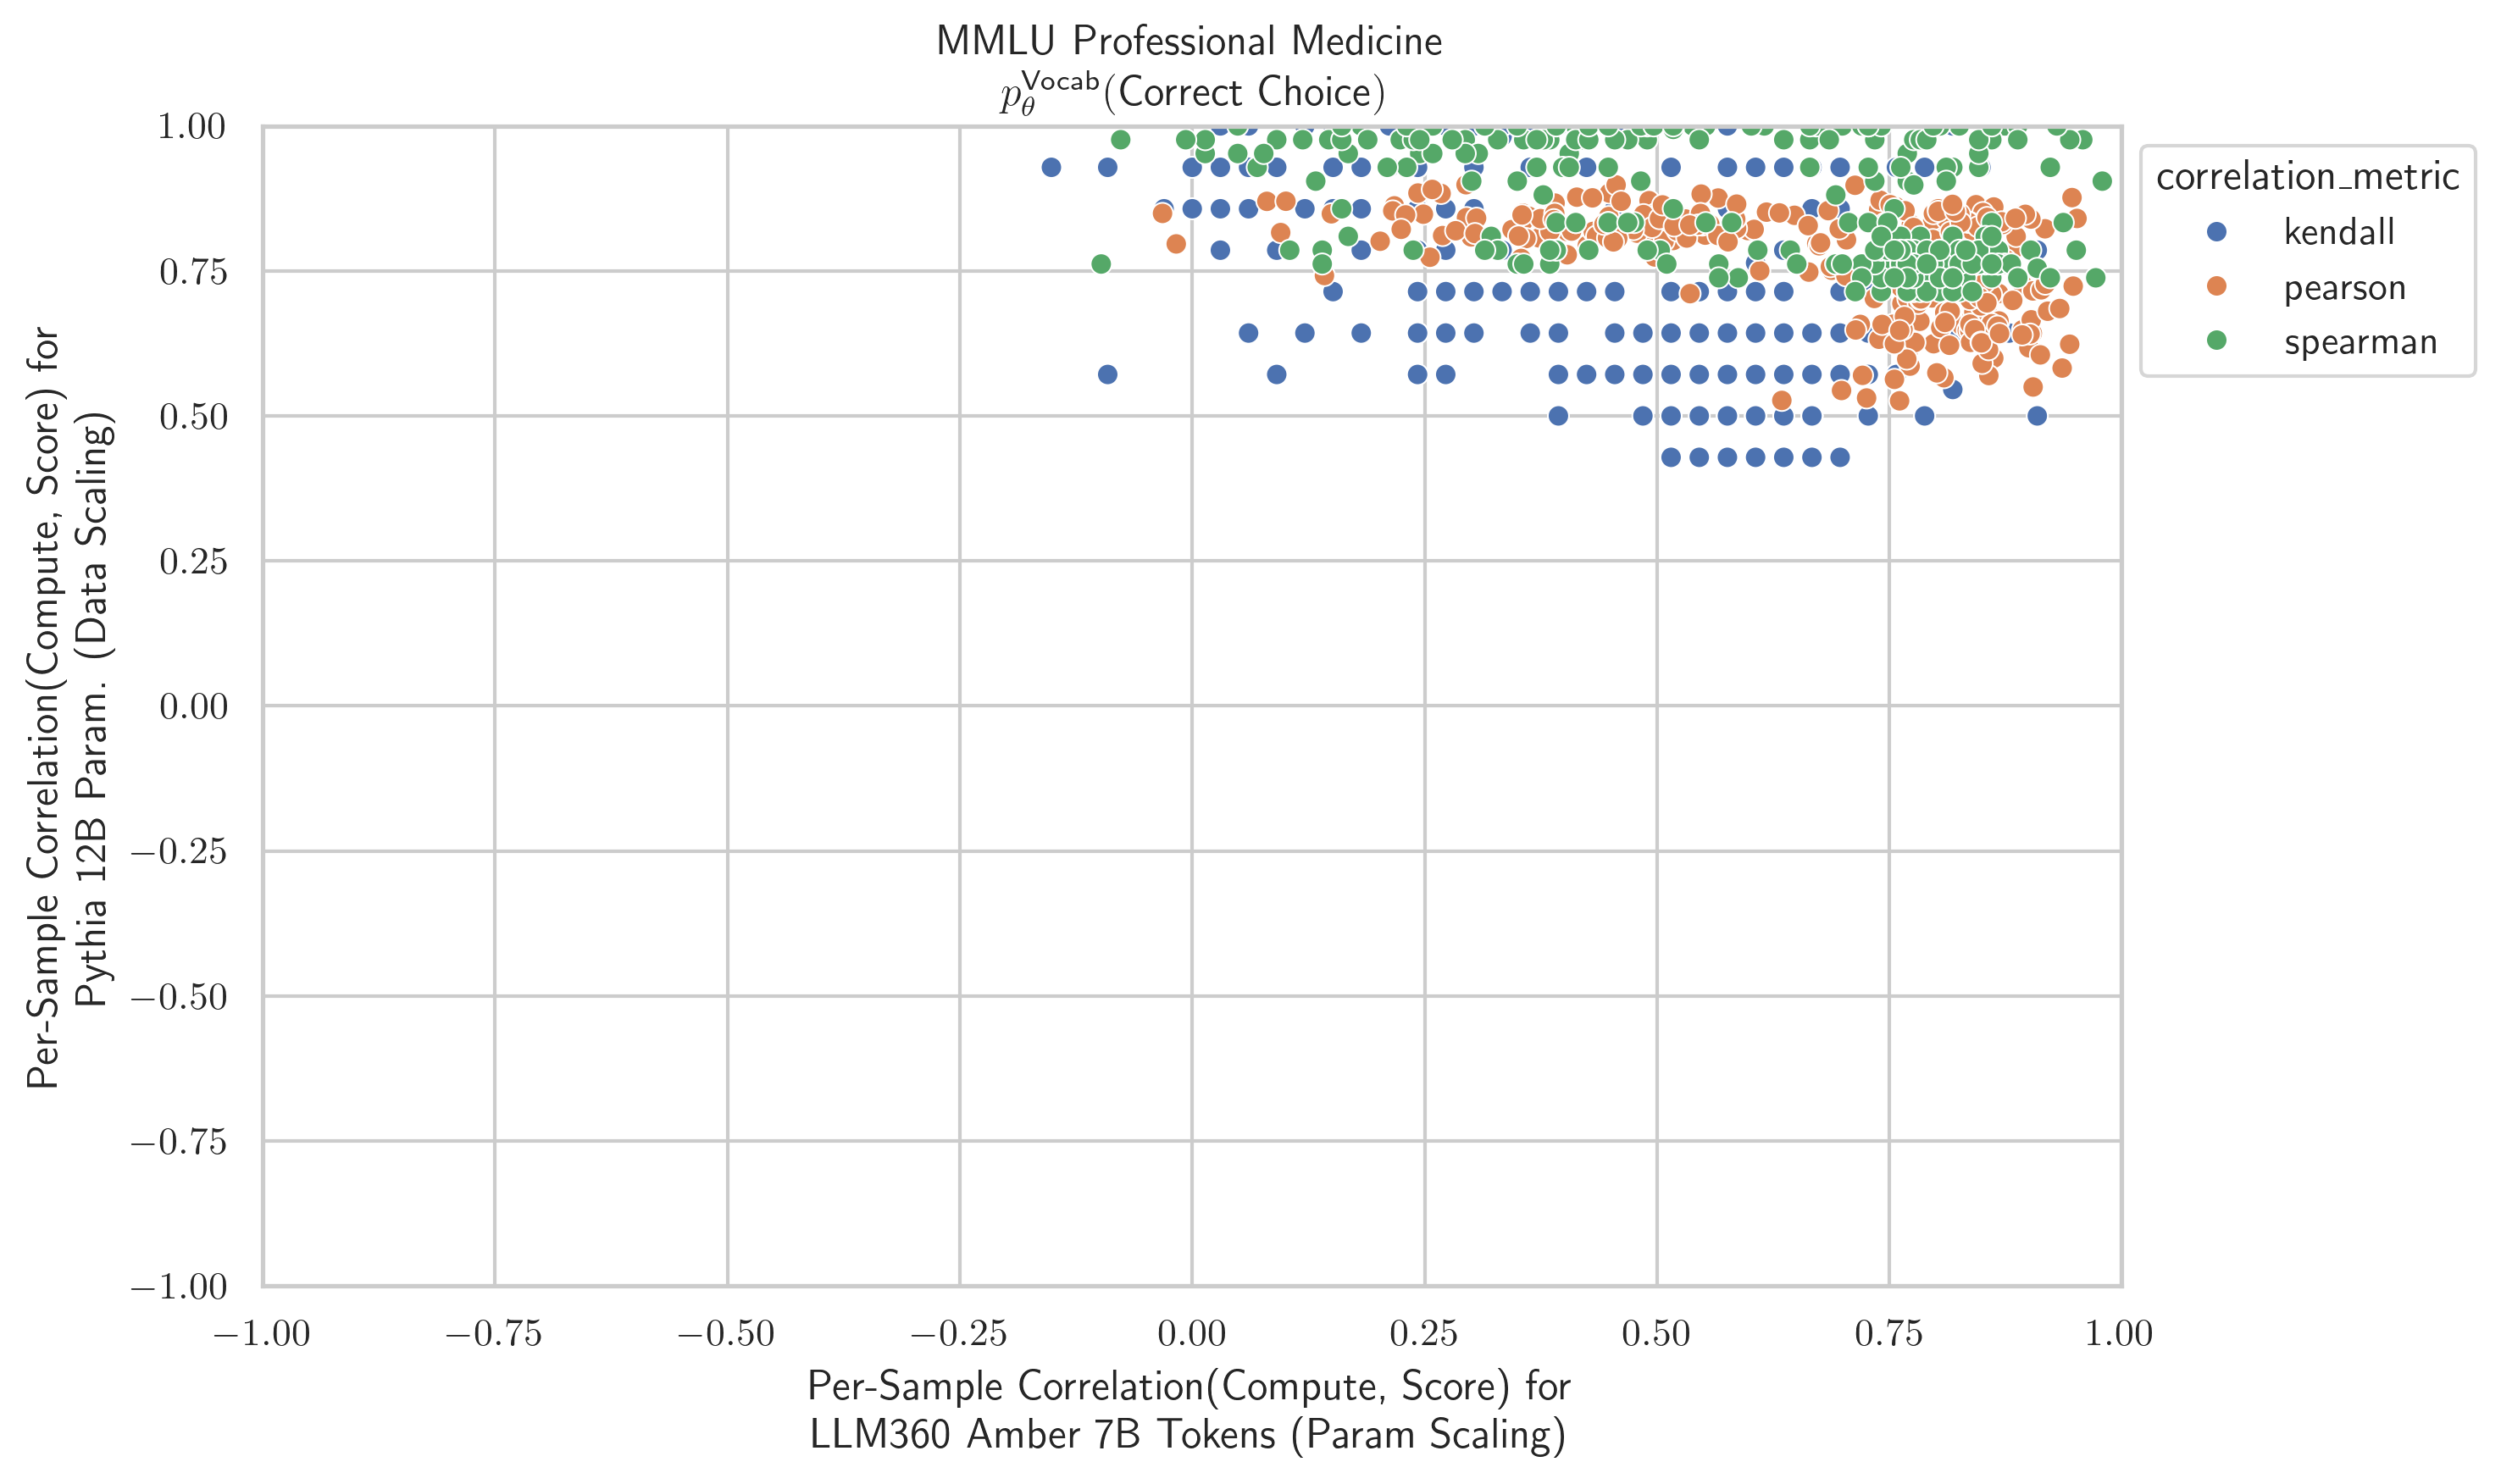 MMLU Professional Medicine
p_θ^Vocab(Correct Choice)
1.00
0.75
0.50
0.25
0.00
−0.25
−0.50
−0.75
−1.00
Per-Sample Correlation(Compute, Score) for
Pythia 12B Param. (Data Scaling)
−1.00
−0.75
−0.50
−0.25
0.00
0.25
0.50
0.75
1.00
Per-Sample Correlation(Compute, Score) for
LLM360 Amber 7B Tokens (Param Scaling)
correlation_metric
kendall
pearson
spearman